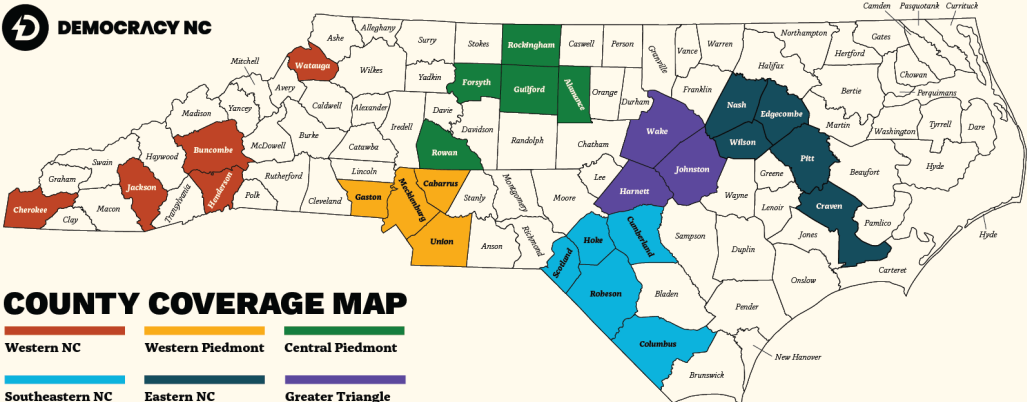 DEMOCRACY NC
Camden
Pasquotank
Currituck
Alleghany
Ashe
Surry
Stokes
Rockingham
Caswell
Person
Granville
Vance
Warren
Northampton
Gates
Hertford
Halifax
Mitchell
Watauga
Wilkes
Yadkin
Forsyth
Guilford
Alamance
Orange
Durham
Franklin
Nash
Edgecombe
Bertie
Chowan
Perquimans
Avery
Yancey
Madison
Caldwell
Alexander
Iredell
Davie
Davidson
Randolph
Chatham
Wake
Wilson
Martin
Washington
Tyrrell
Dare
Burke
McDowell
Buncombe
Haywood
Swain
Catawba
Rowan
Lincoln
Johnston
Pitt
Greene
Beaufort
Hyde
Graham
Jackson
Henderson
Transylvania
Polk
Rutherford
Cleveland
Gaston
Mecklenburg
Cabarrus
Stanly
Montgomery
Moore
Lee
Harnett
Wayne
Lenoir
Craven
Pamlico
Cherokee
Clay
Macon
Union
Anson
Richmond
Scotland
Hoke
Cumberland
Sampson
Duplin
Jones
Hyde
Carteret
Onslow
Robeson
Bladen
Pender
Columbus
New Hanover
Brunswick
COUNTY COVERAGE MAP
Western NC
Western Piedmont
Central Piedmont
Southeastern NC
Eastern NC
Greater Triangle